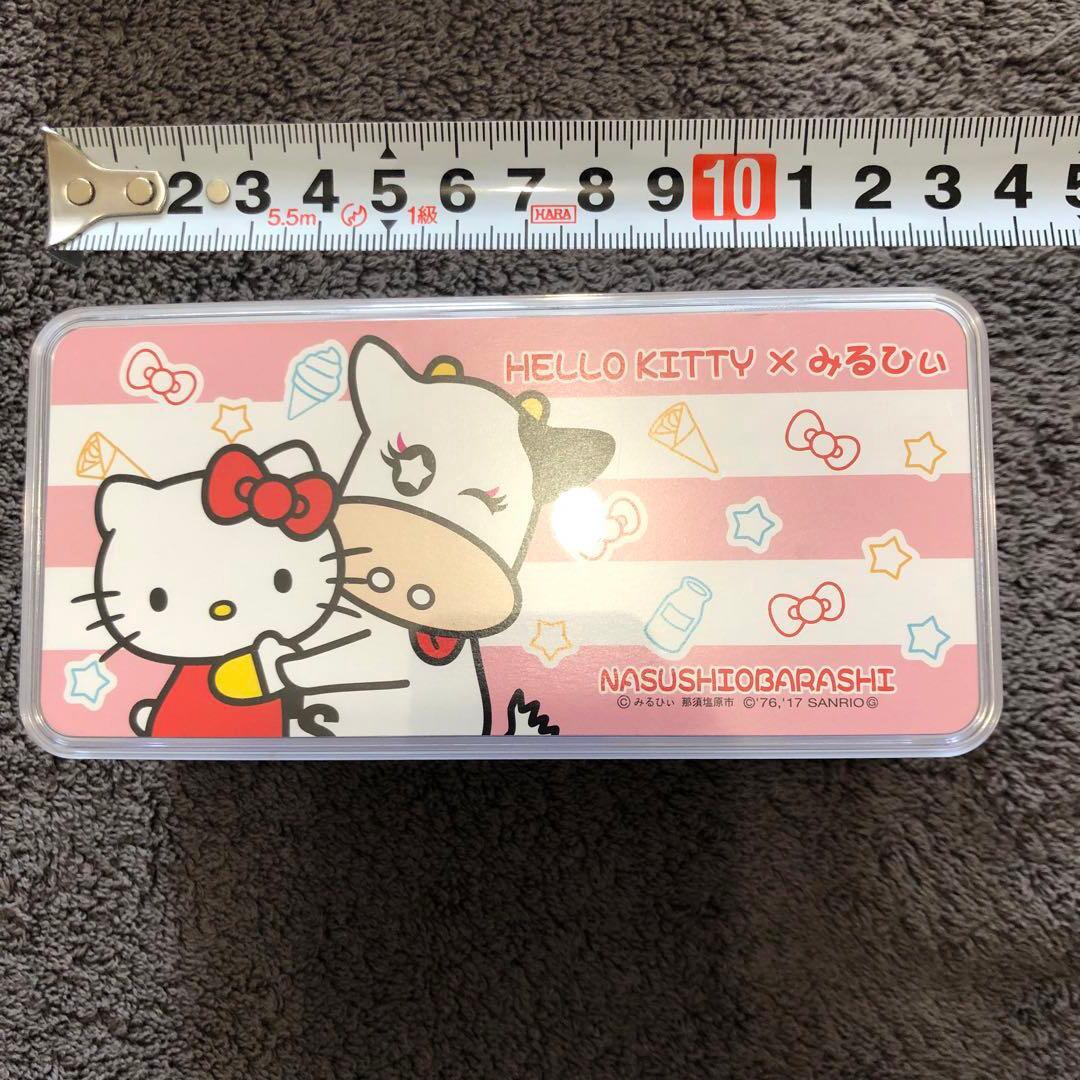 2 3 4 5 6 7 8 9 10 1 2 3 4 5
5.5m 1級 HARA
HELLO KITTY × みるひぃ
NASUSHIOBARASHI
©みるひぃ 那須塩原市 ©'76,'17 SANRIO Ⓖ
S